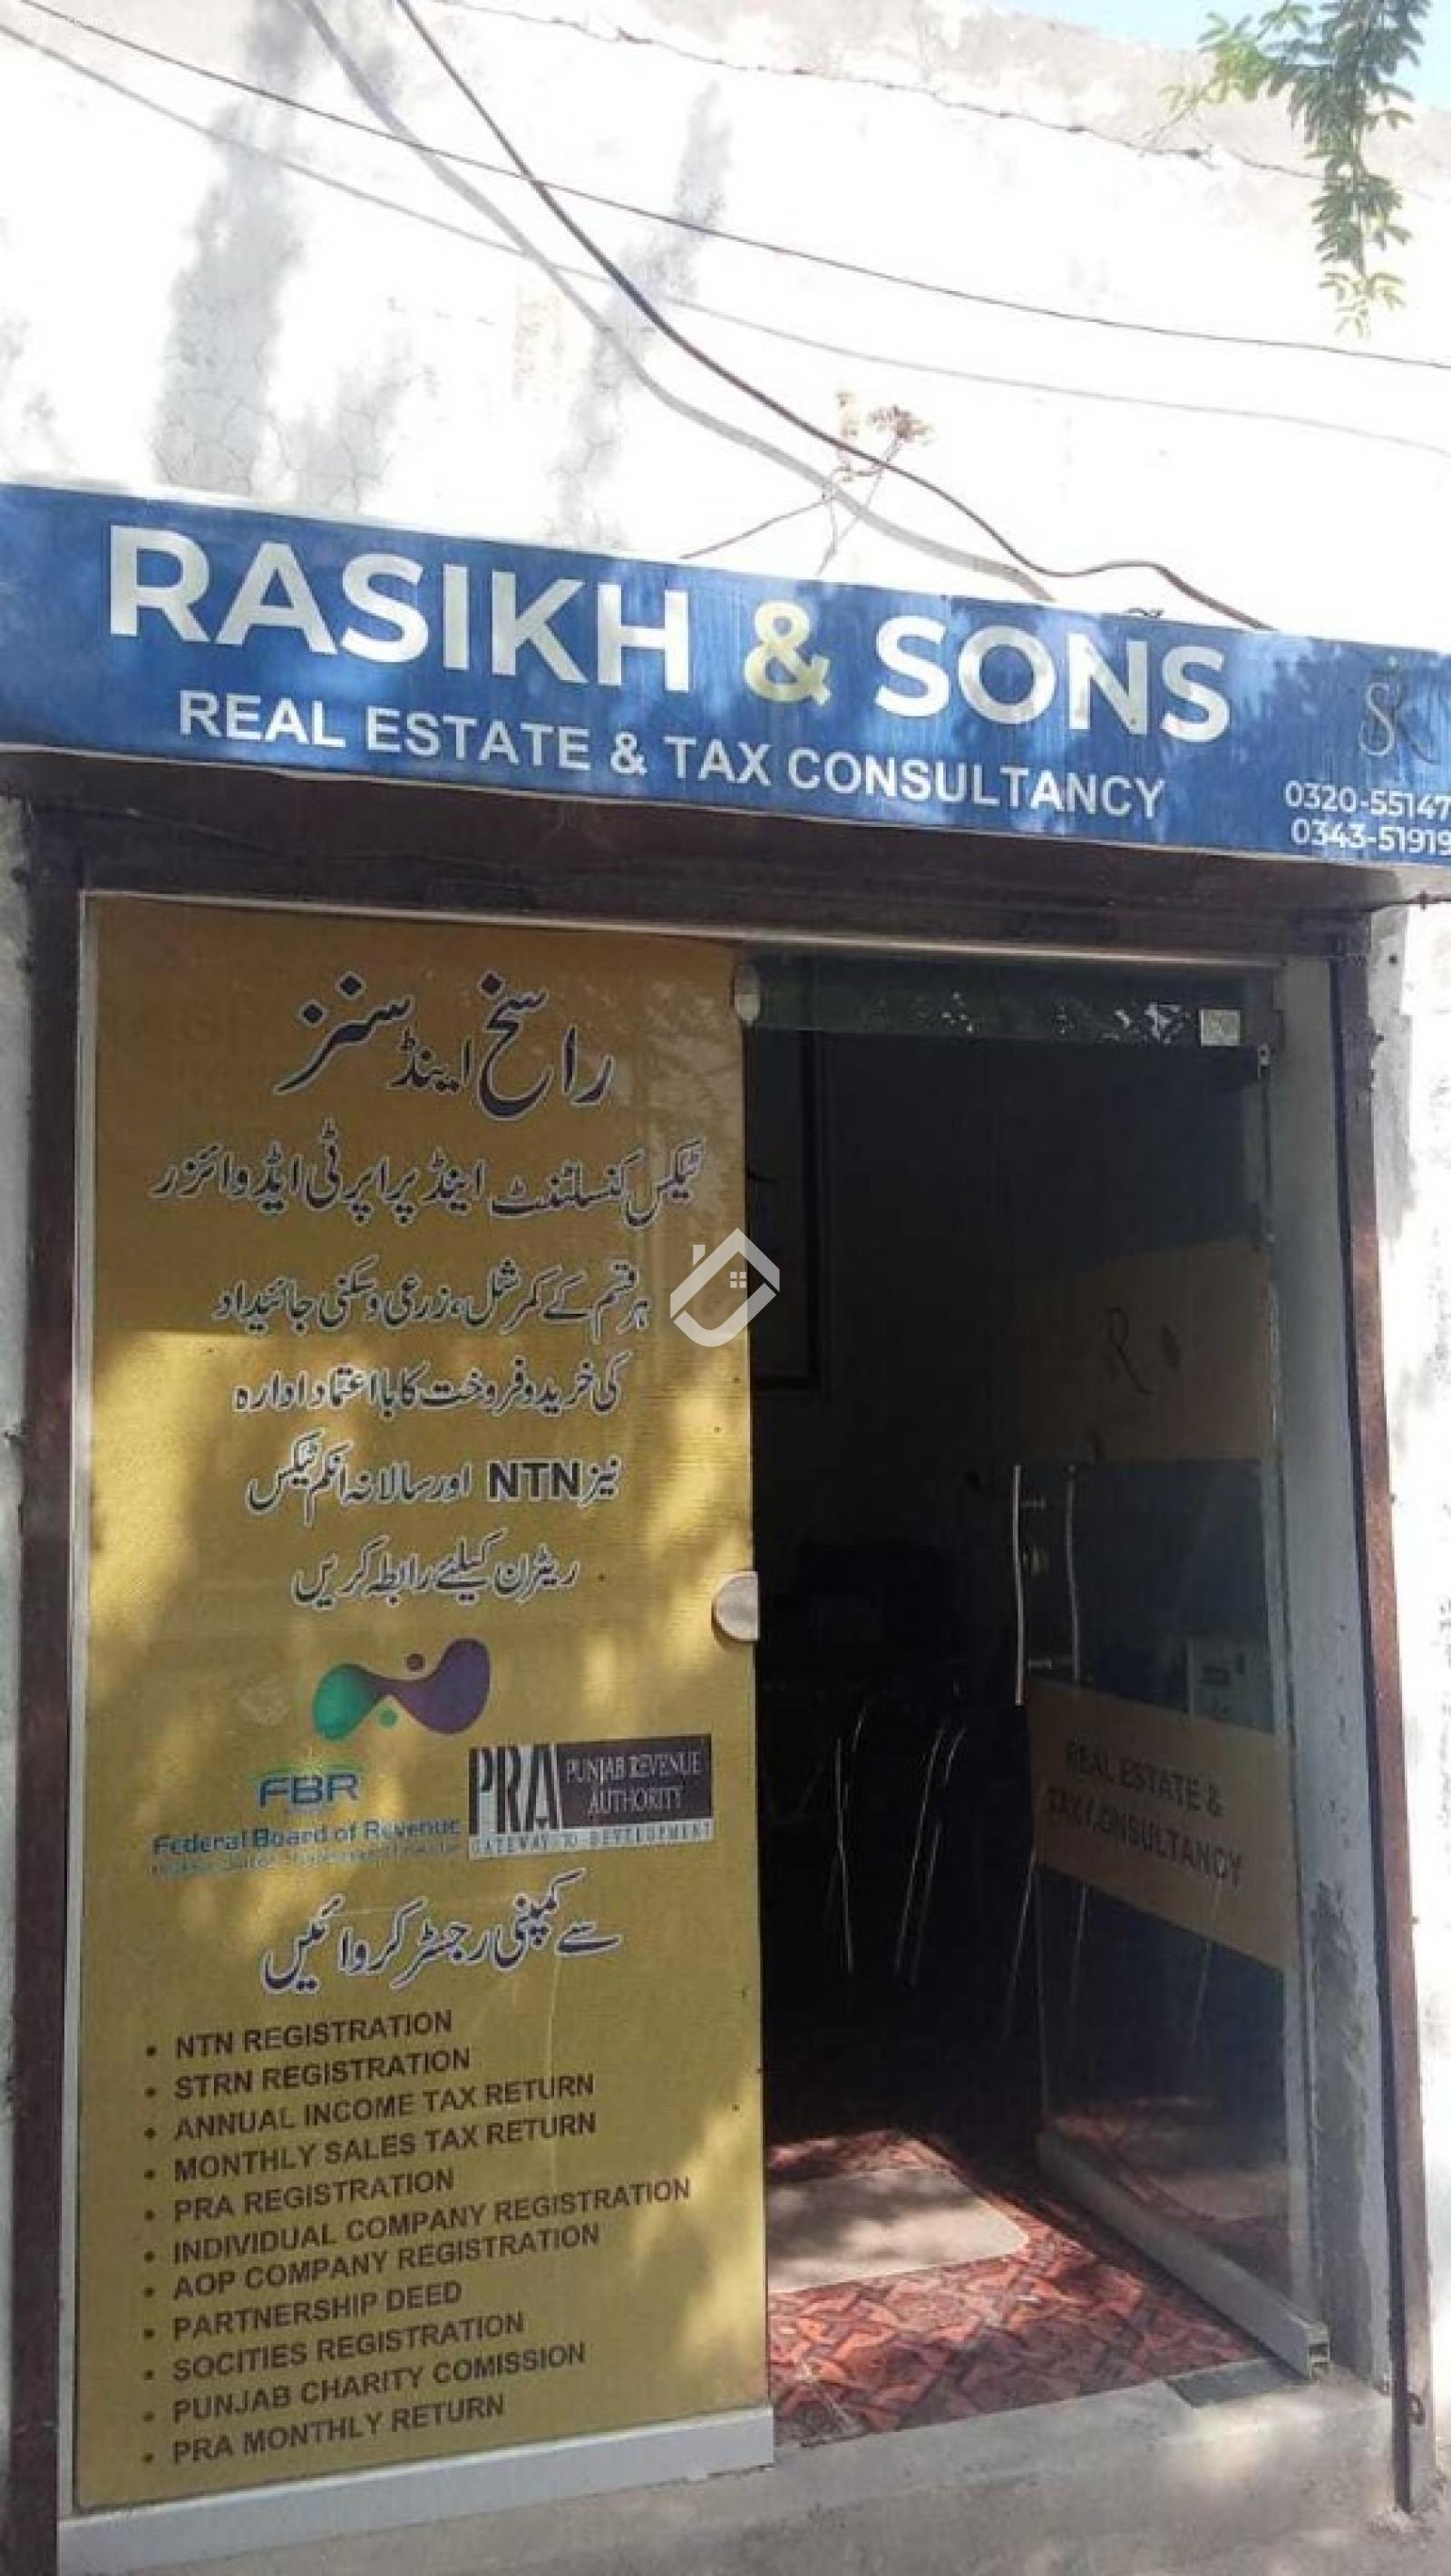 RASIKH & SONS
REAL ESTATE & TAX CONSULTANCY
0320-55147
0343-51919
راسخ اینڈ سنز
ٹیکس کنسلٹنٹ اینڈ پراپرٹی ایڈوائزر
ہر قسم کے کمرشل، زرعی و سکنی جائیداد
کی خرید و فروخت کا بااعتماد ادارہ
نیز NTN اور سالانہ انکم ٹیکس
ریٹرن کیلئے رابطہ کریں
FBR
Federal Board of Revenue
PRA PUNJAB REVENUE
AUTHORITY
GATEWAY TO DEVELOPMENT
سے کمپنی رجسٹر کروائیں
• NTN REGISTRATION
• STRN REGISTRATION
• ANNUAL INCOME TAX RETURN
• MONTHLY SALES TAX RETURN
• PRA REGISTRATION
• INDIVIDUAL COMPANY REGISTRATION
• AOP COMPANY REGISTRATION
• PARTNERSHIP DEED
• SOCITIES REGISTRATION
• PUNJAB CHARITY COMISSION
• PRA MONTHLY RETURN
REAL ESTATE &
TAX CONSULTANCY